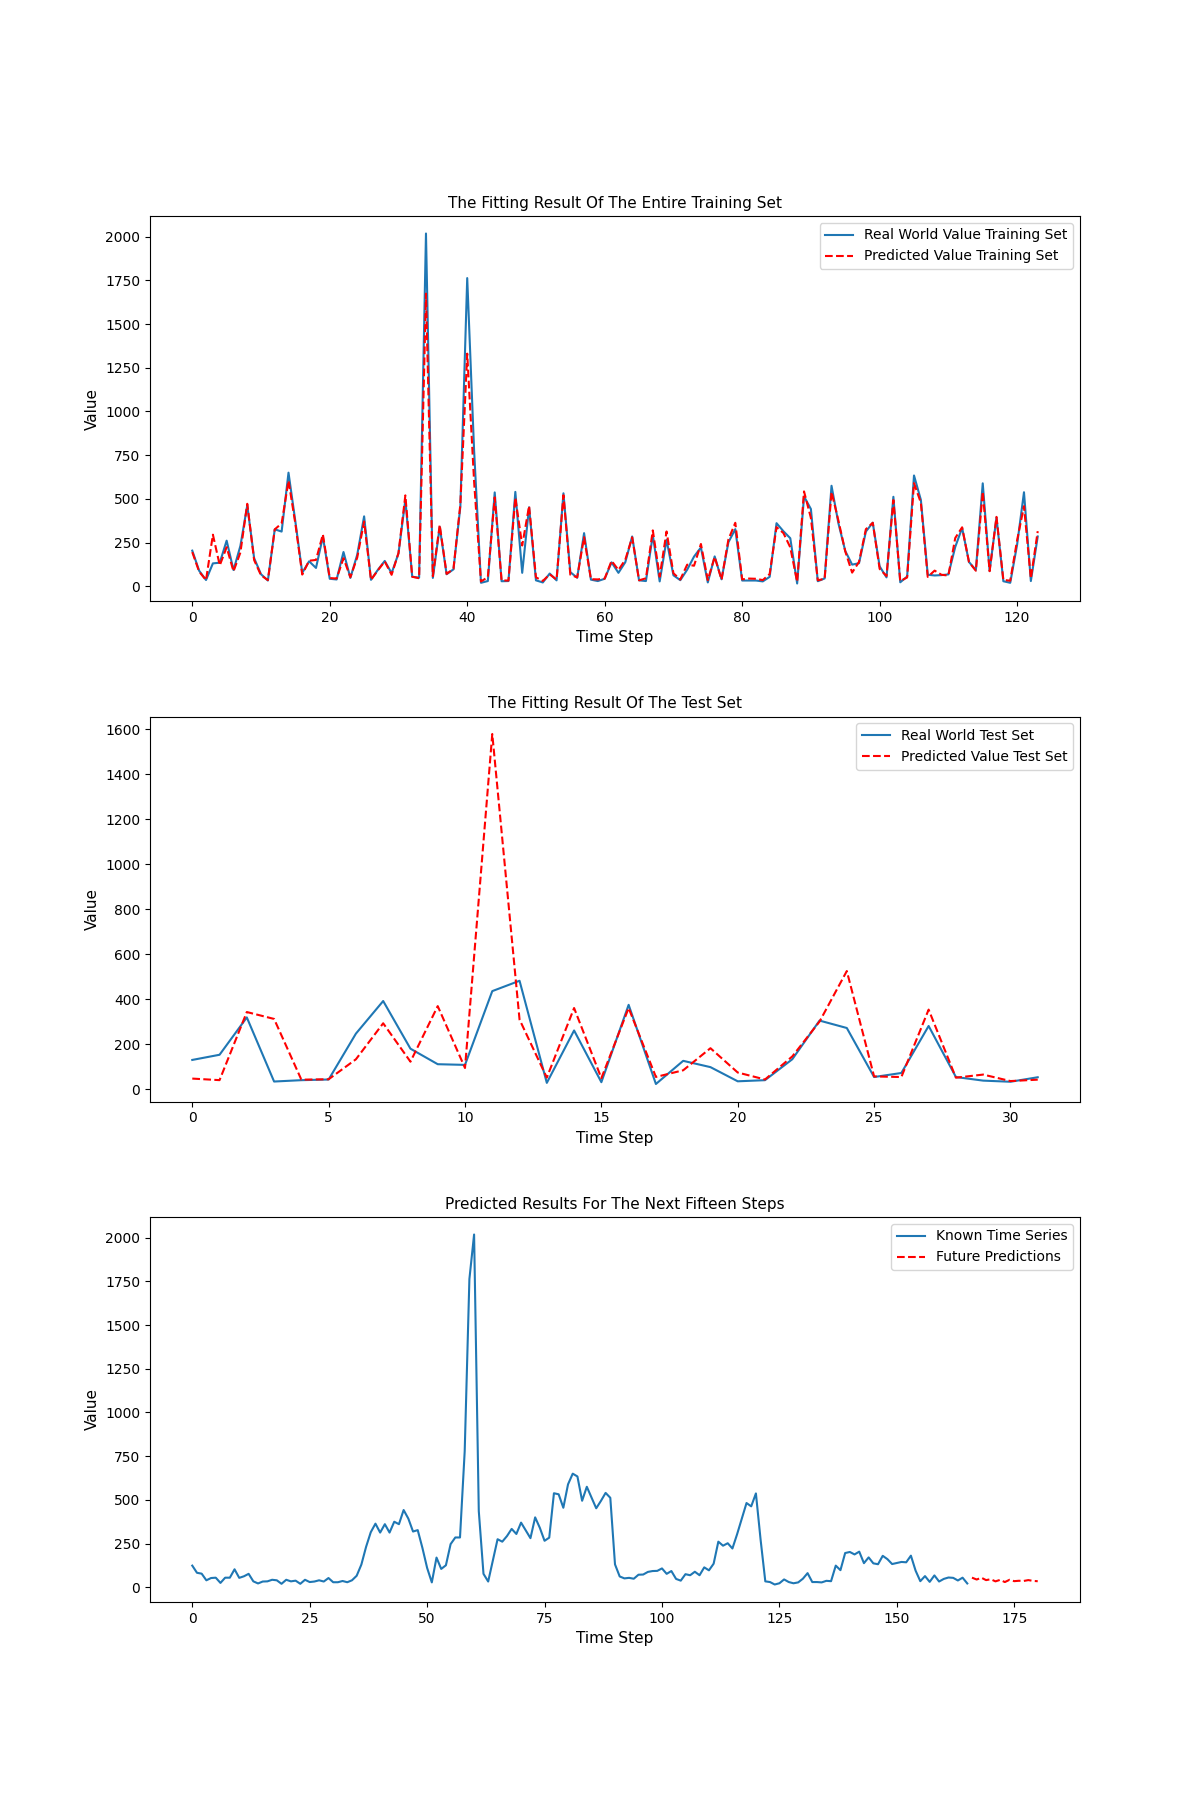 The Fitting Result Of The Entire Training Set
Real World Value Training Set
Predicted Value Training Set
Value
2000
1750
1500
1250
1000
750
500
250
0
0 20 40 60 80 100 120
Time Step
The Fitting Result Of The Test Set
Real World Test Set
Predicted Value Test Set
Value
1600
1400
1200
1000
800
600
400
200
0
0 5 10 15 20 25 30
Time Step
Predicted Results For The Next Fifteen Steps
Known Time Series
Future Predictions
Value
2000
1750
1500
1250
1000
750
500
250
0
0 25 50 75 100 125 150 175
Time Step